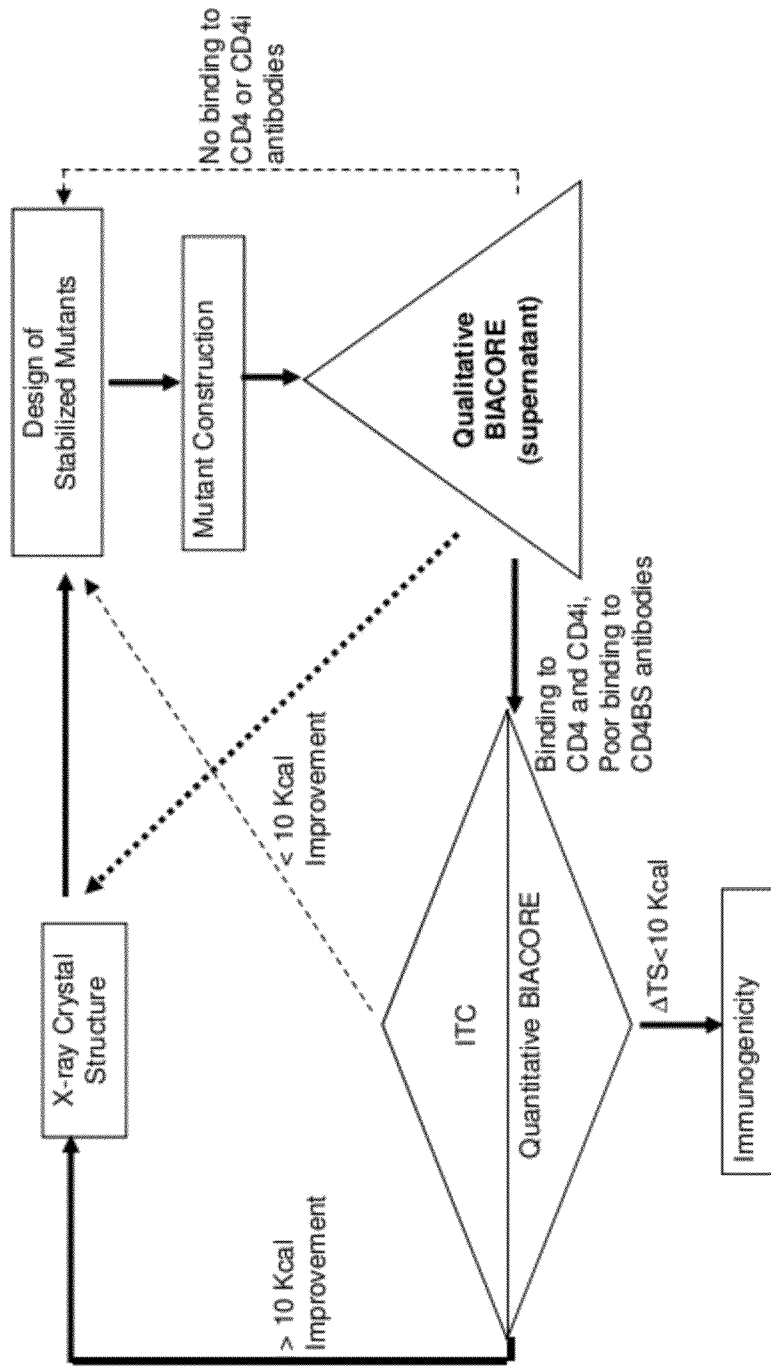 X-ray Crystal
Structure
Design of
Stabilized Mutants
Mutant Construction
No binding to
CD4 or CD4i
antibodies
Qualitative
BIACORE
(supernatant)
> 10 Kcal
Improvement
< 10 Kcal
Improvement
Binding to
CD4 and CD4i,
Poor binding to
CD4BS antibodies
ITC
Quantitative BIACORE
ΔTS<10 Kcal
Immunogenicity